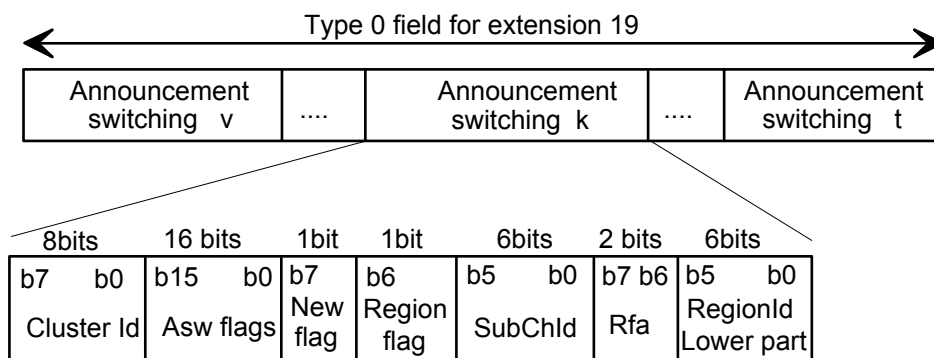 Type 0 field for extension 19
Announcement switching v
....
Announcement switching k
....
Announcement switching t
8bits 16 bits 1bit 1bit 6bits 2 bits 6bits
b7 b0 b15 b0 b7 b6 b5 b0 b7 b6 b5 b0
Cluster Id Asw flags New flag Region flag SubChId Rfa RegionId Lower part